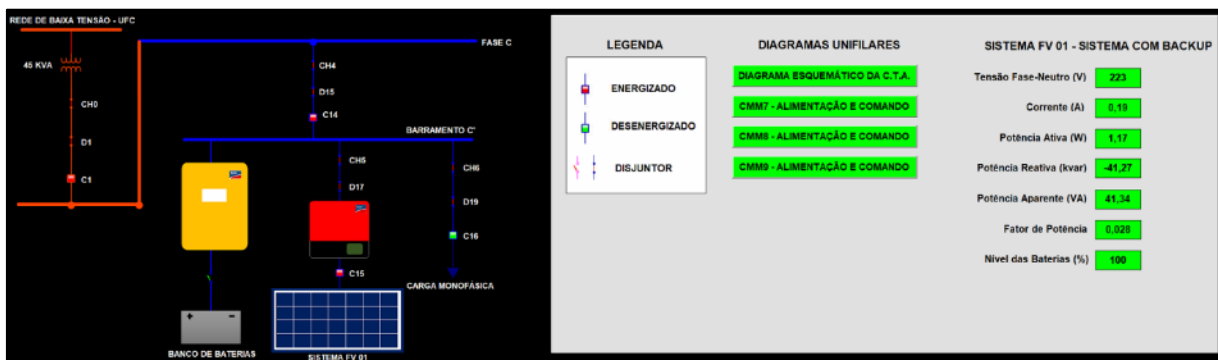 REDE DE BAIXA TENSÃO - UFC
FASE C
45 KVA
CH0
D1
C1
CH4
D15
C14
BARRAMENTO C'
CH5
D17
C15
CH6
D19
C16
CARGA MONOFÁSICA
+ -
BANCO DE BATERIAS
SISTEMA FV 01
LEGENDA
ENERGIZADO
DESENERGIZADO
DISJUNTOR
DIAGRAMAS UNIFILARES
DIAGRAMA ESQUEMÁTICO DA C.T.A.
CMM7 - ALIMENTAÇÃO E COMANDO
CMM8 - ALIMENTAÇÃO E COMANDO
CMM9 - ALIMENTAÇÃO E COMANDO
SISTEMA FV 01 - SISTEMA COM BACKUP
Tensão Fase-Neutro (V) 223
Corrente (A) 0,19
Potência Ativa (W) 1,17
Potência Reativa (kvar) -41,27
Potência Aparente (VA) 41,34
Fator de Potência 0,028
Nível das Baterias (%) 100